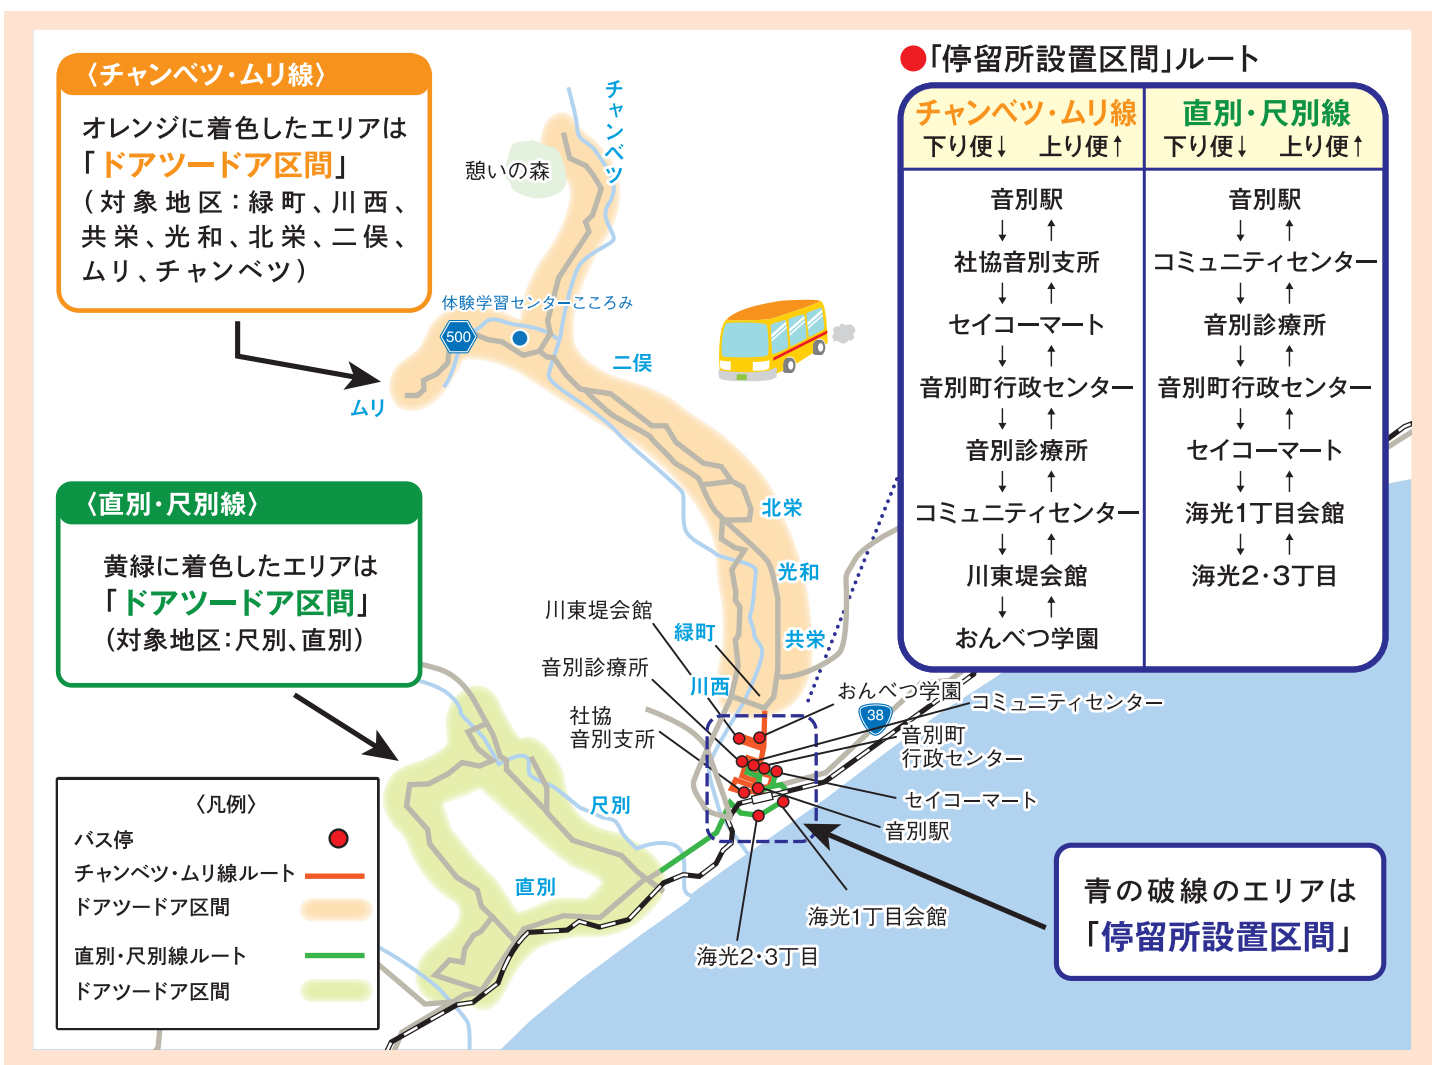 〈チャンベツ・ムリ線〉
オレンジに着色したエリアは
「ドアツードア区間」
(対象地区：緑町、川西、
共栄、光和、北栄、二俣、
ムリ、チャンベツ)
〈直別・尺別線〉
黄緑に着色したエリアは
「ドアツードア区間」
(対象地区：尺別、直別)
〈凡例〉
バス停
チャンベツ・ムリ線ルート
ドアツードア区間
直別・尺別線ルート
ドアツードア区間
チャンベツ
憩いの森
体験学習センターこころみ
500
ムリ
二俣
北栄
光和
共栄
緑町
川西
尺別
直別
川東堤会館
音別診療所
社協
音別支所
おんべつ学園
38
コミュニティセンター
音別町
行政センター
セイコーマート
音別駅
海光1丁目会館
海光2・3丁目
●「停留所設置区間」ルート
チャンベツ・ムリ線
下り便↓ 上り便↑
音別駅
↓ ↑
社協音別支所
↓ ↑
セイコーマート
↓ ↑
音別町行政センター
↓ ↑
音別診療所
↓ ↑
コミュニティセンター
↓ ↑
川東堤会館
↓ ↑
おんべつ学園
直別・尺別線
下り便↓ 上り便↑
音別駅
↓ ↑
コミュニティセンター
↓ ↑
音別診療所
↓ ↑
音別町行政センター
↓ ↑
セイコーマート
↓ ↑
海光1丁目会館
↓ ↑
海光2・3丁目
青の破線のエリアは
「停留所設置区間」